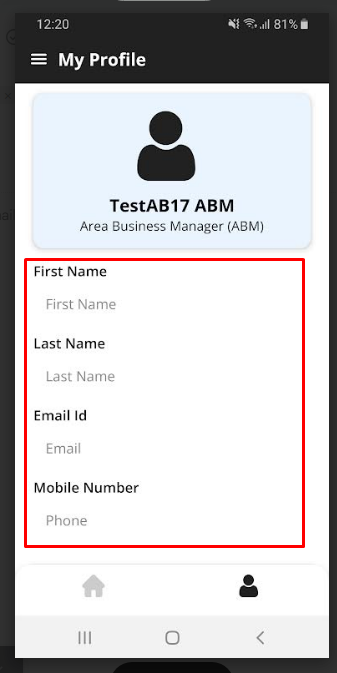 12:20
81%
My Profile
TestAB17 ABM
Area Business Manager (ABM)
First Name
First Name
Last Name
Last Name
Email Id
Email
Mobile Number
Phone